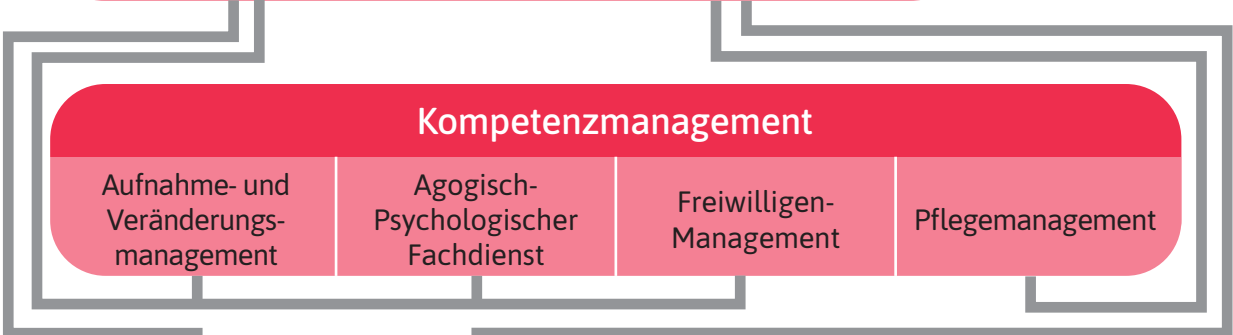 Kompetenzmanagement
Aufnahme- und
Veränderungs-
management
Agogisch-
Psychologischer
Fachdienst
Freiwilligen-
Management
Pflegemanagement